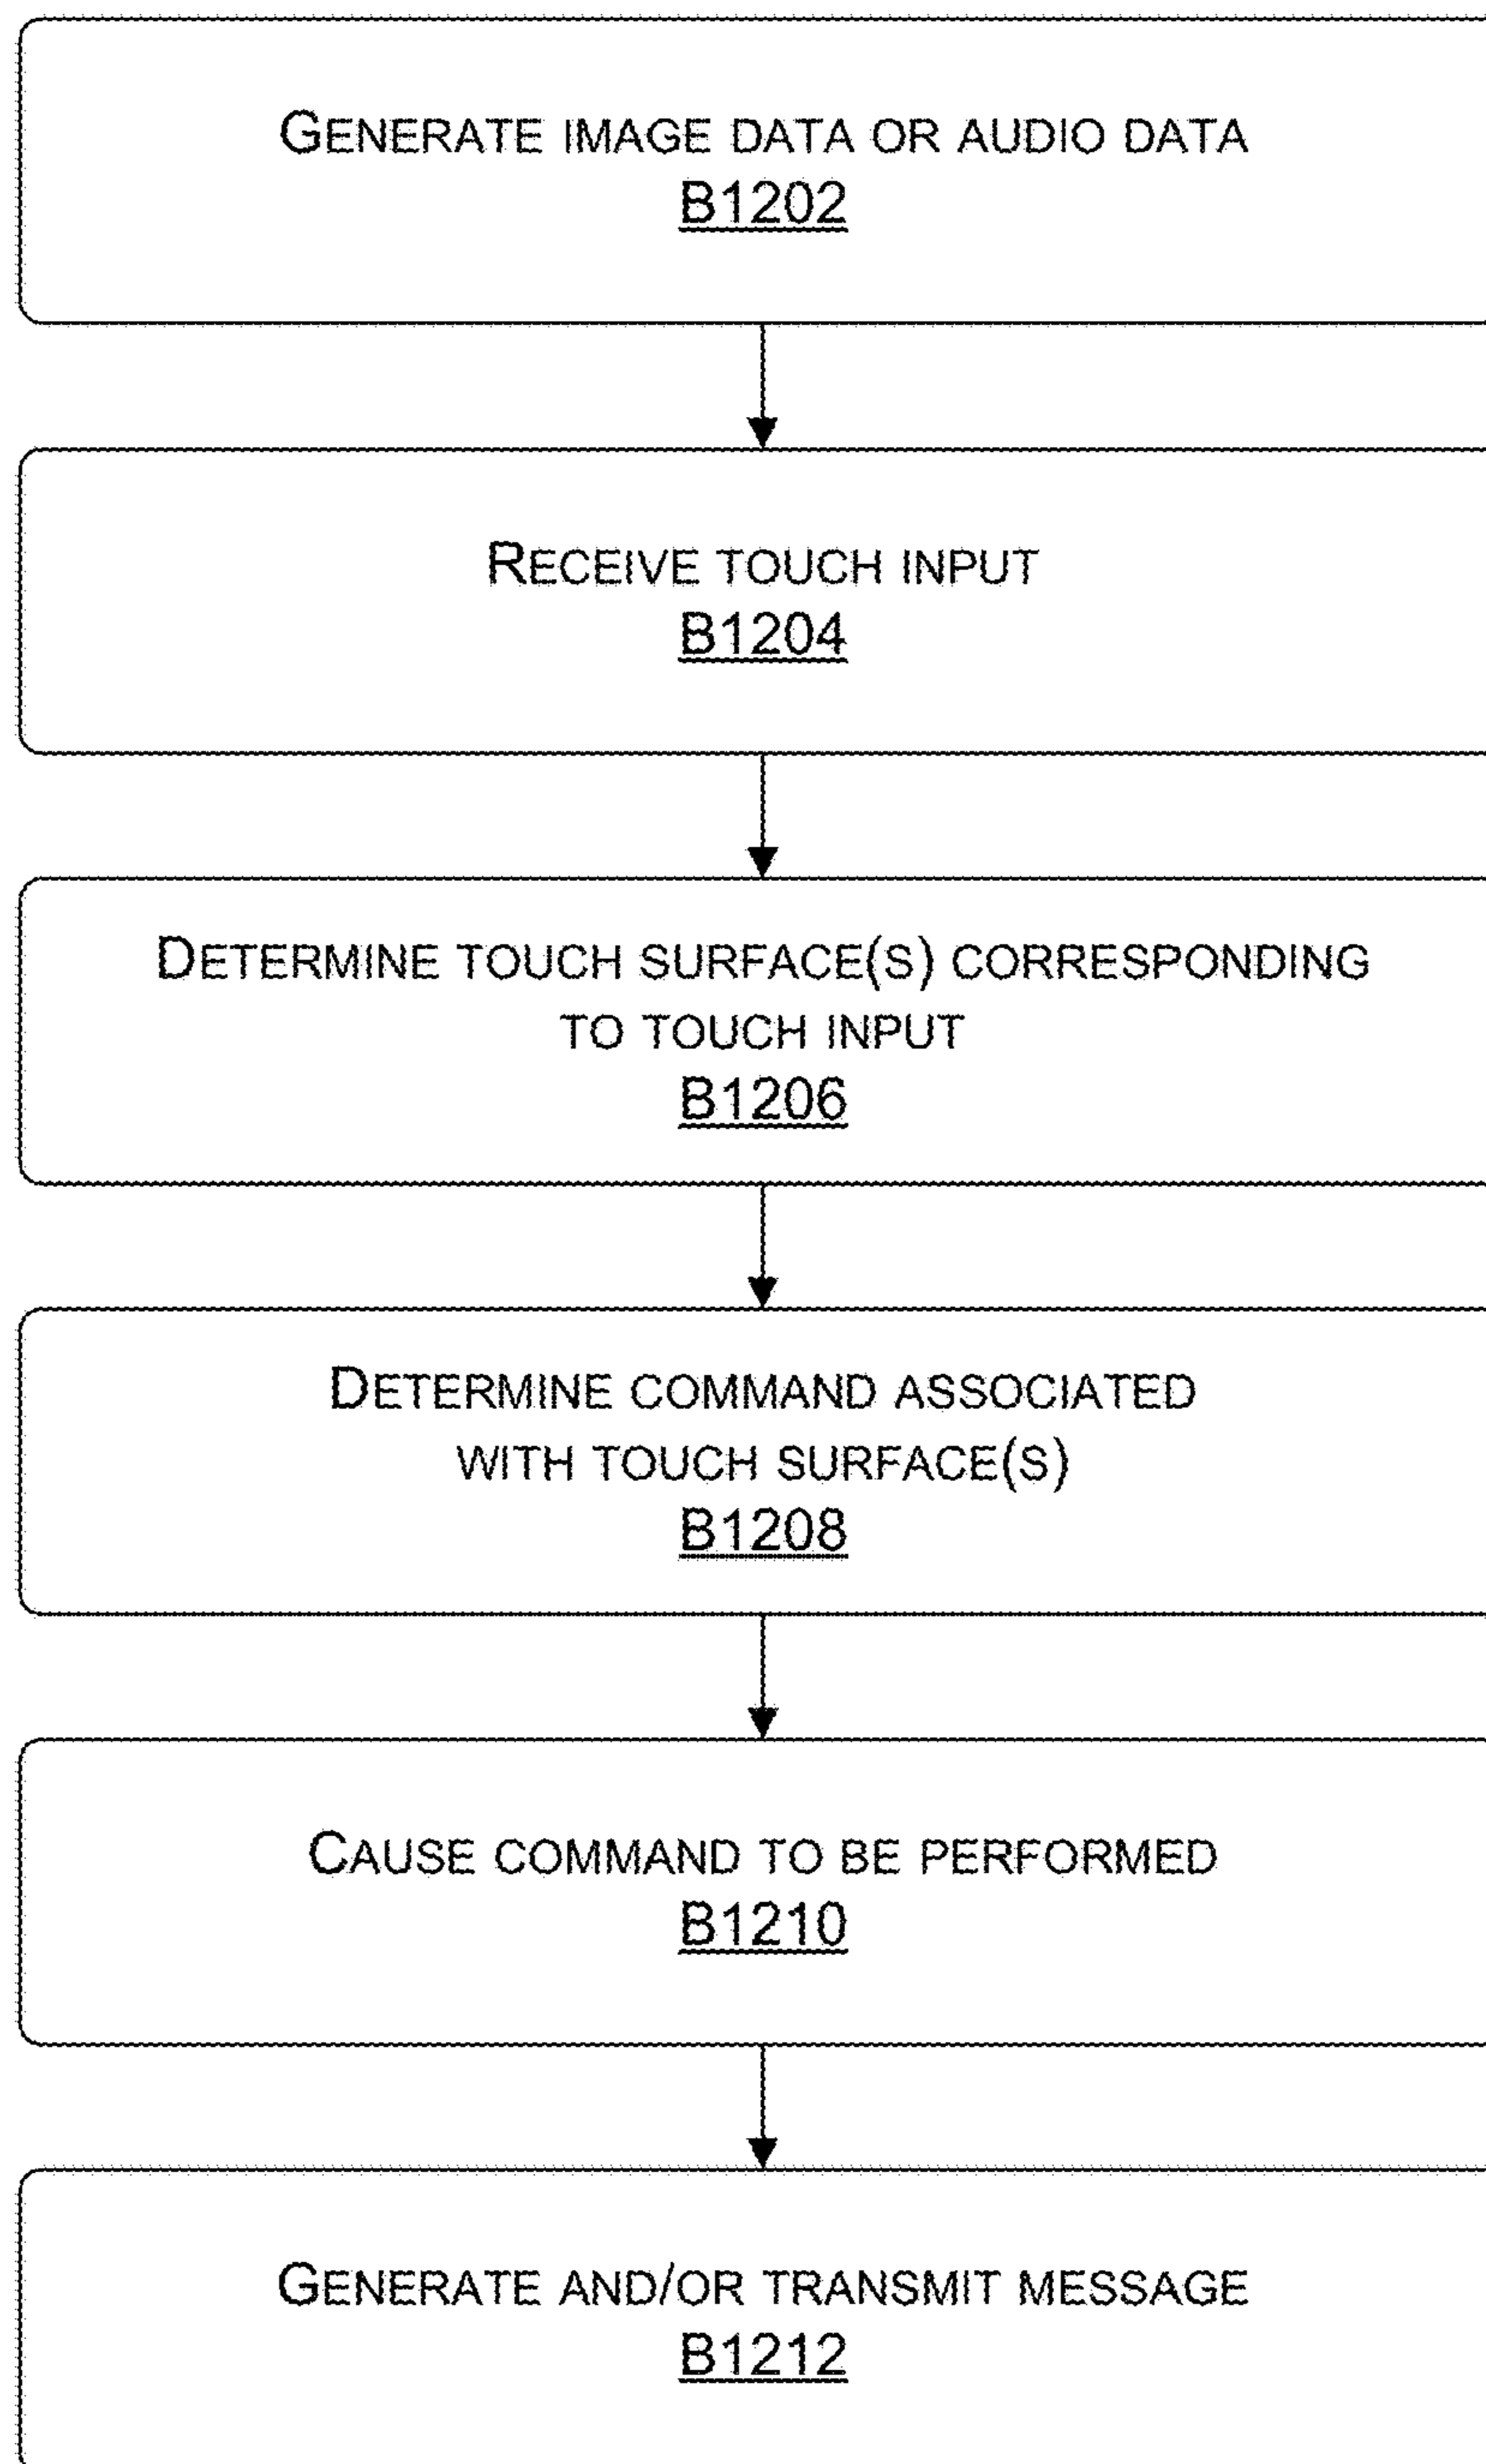 GENERATE IMAGE DATA OR AUDIO DATA
B1202
RECEIVE TOUCH INPUT
B1204
DETERMINE TOUCH SURFACE(S) CORRESPONDING
TO TOUCH INPUT
B1206
DETERMINE COMMAND ASSOCIATED
WITH TOUCH SURFACE(S)
B1208
CAUSE COMMAND TO BE PERFORMED
B1210
GENERATE AND/OR TRANSMIT MESSAGE
B1212